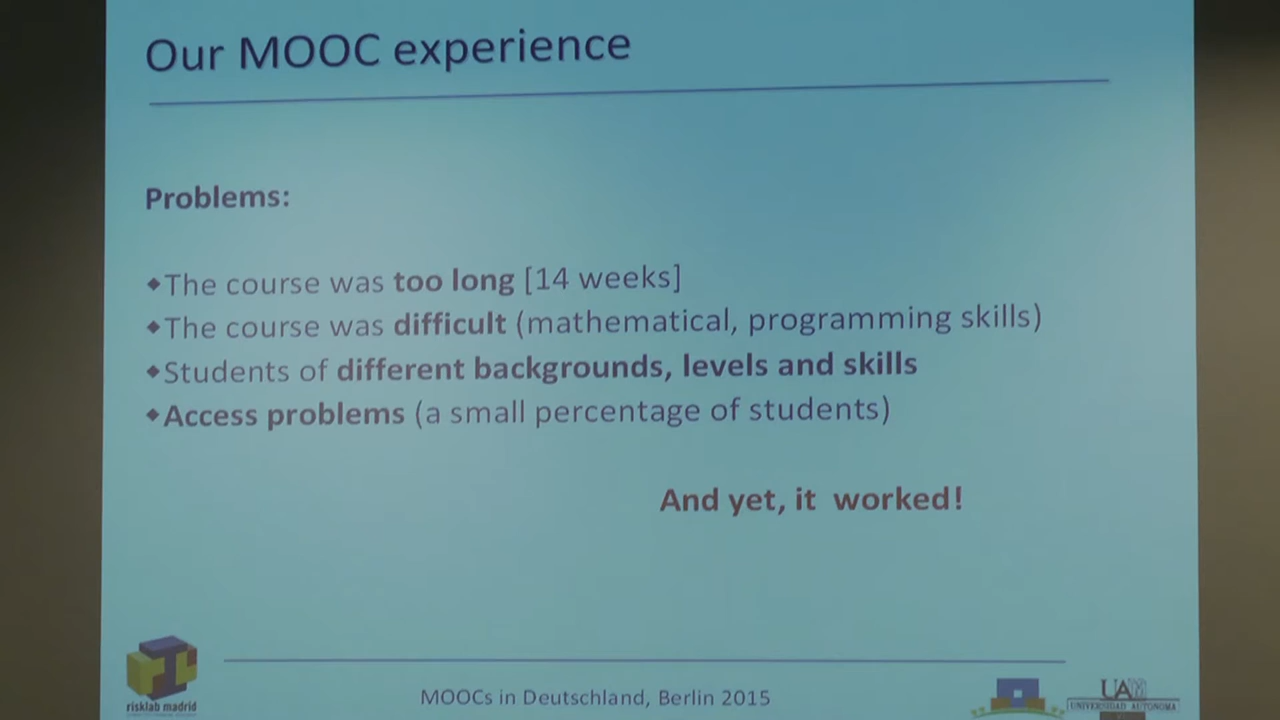 Our MOOC experience
Problems:
◆The course was too long [14 weeks]
◆The course was difficult (mathematical, programming skills)
◆Students of different backgrounds, levels and skills
◆Access problems (a small percentage of students)
And yet, it worked!
risklab madrid
MOOCs in Deutschland, Berlin 2015
UAM
UNIVERSIDAD AUTONOMA